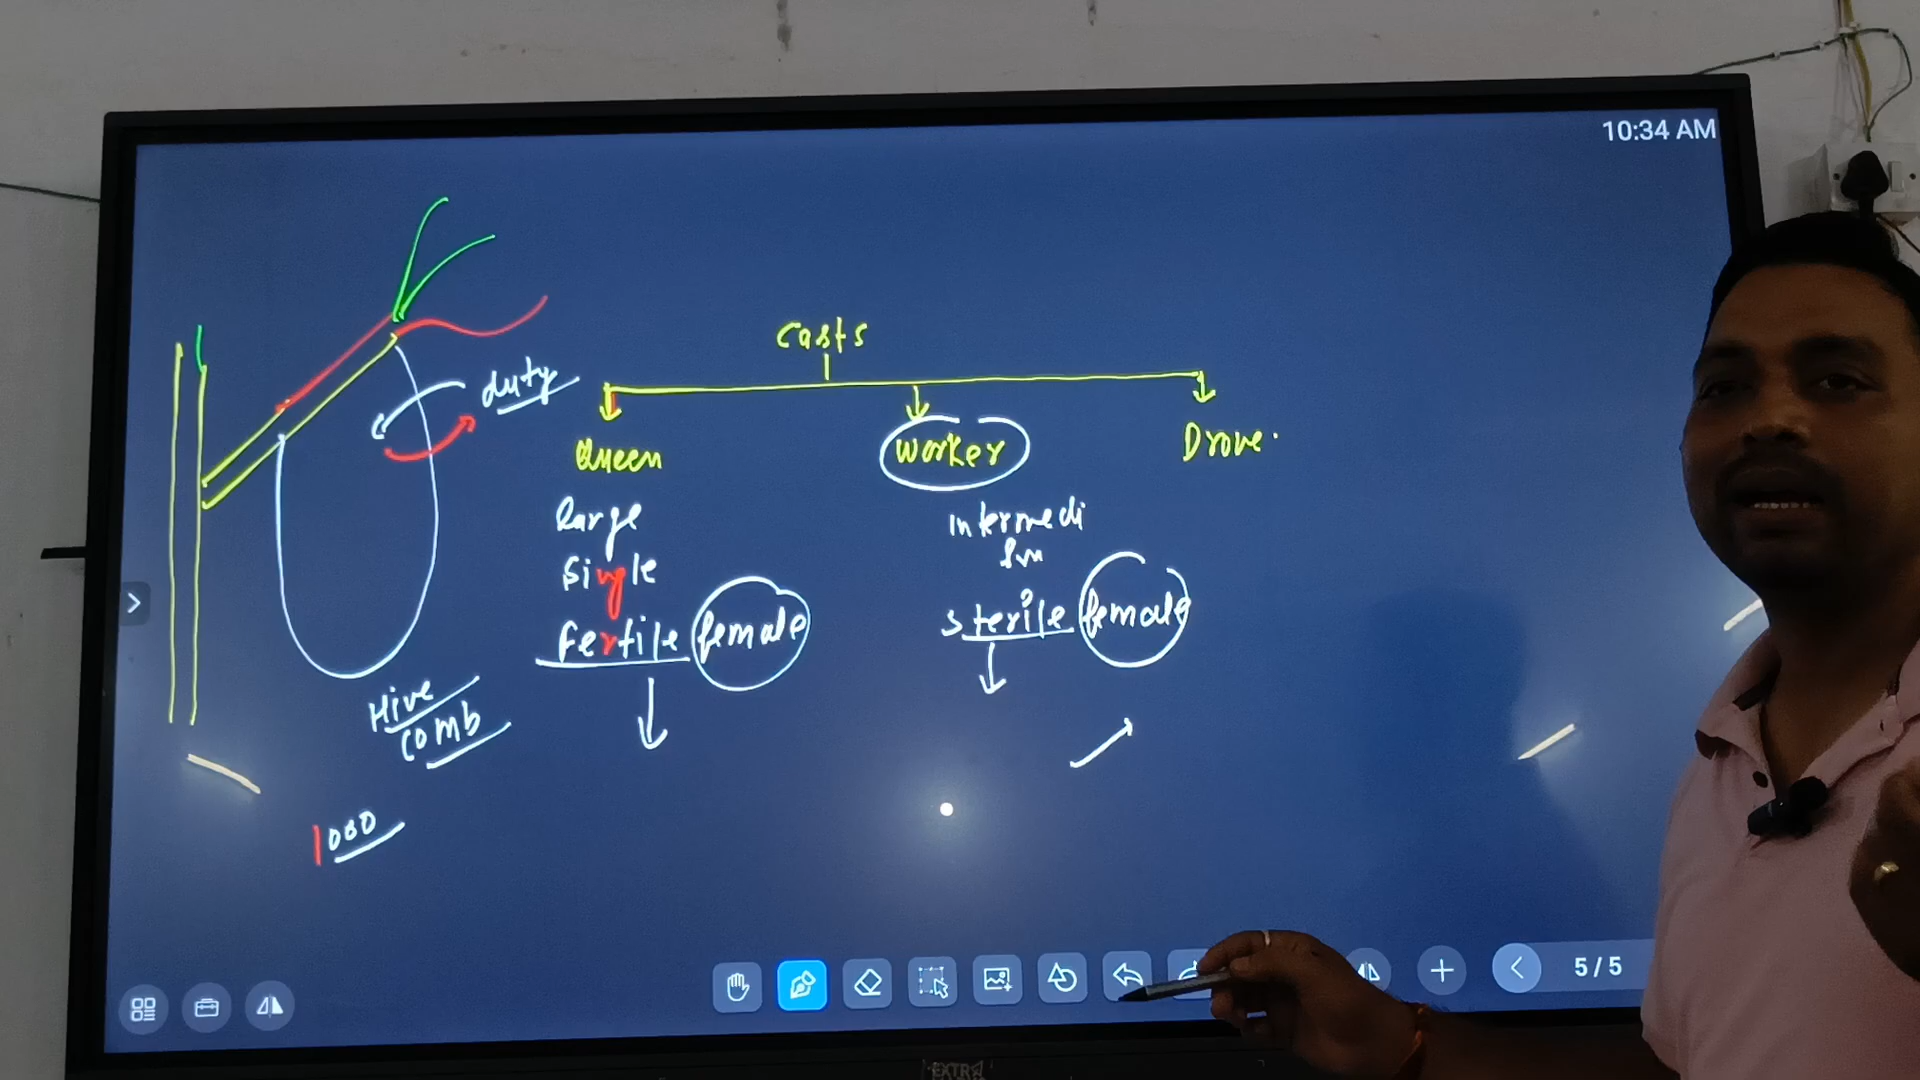 10:34 AM
Casts
duty
Queen
Worker
Drone.
Large
Single
Fertile female
Intermedi
sterile female
Hive
Comb
1000
5/5
EXTRA